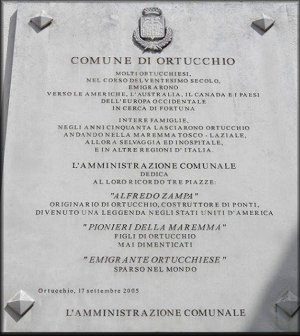 COMUNE DI ORTUCCHIO
MOLTI ORTUCCHIESI,
NEL CORSO DEL VENTESIMO SECOLO,
EMIGRARONO
VERSO LE AMERICHE, L'AUSTRALIA, IL CANADA E I PAESI
DELL'EUROPA OCCIDENTALE
IN CERCA DI FORTUNA
INTERE FAMIGLIE,
NEGLI ANNI CINQUANTA LASCIARONO ORTUCCHIO
ANDANDO NELLA MAREMMA TOSCO - LAZIALE,
ALLORA SELVAGGIA ED INOSPITALE,
E IN ALTRE REGIONI D'ITALIA.
L'AMMINISTRAZIONE COMUNALE
DEDICA
AL LORO RICORDO TRE PIAZZE:
"ALFREDO ZAMPA"
ORIGINARIO DI ORTUCCHIO, COSTRUTTORE DI PONTI,
DIVENUTO UNA LEGGENDA NEGLI STATI UNITI D'AMERICA
"PIONIERI DELLA MAREMMA"
FIGLI DI ORTUCCHIO
MAI DIMENTICATI
"EMIGRANTE ORTUCCHIESE"
SPARSO NEL MONDO
Ortucchio, 17 settembre 2005
L'AMMINISTRAZIONE COMUNALE